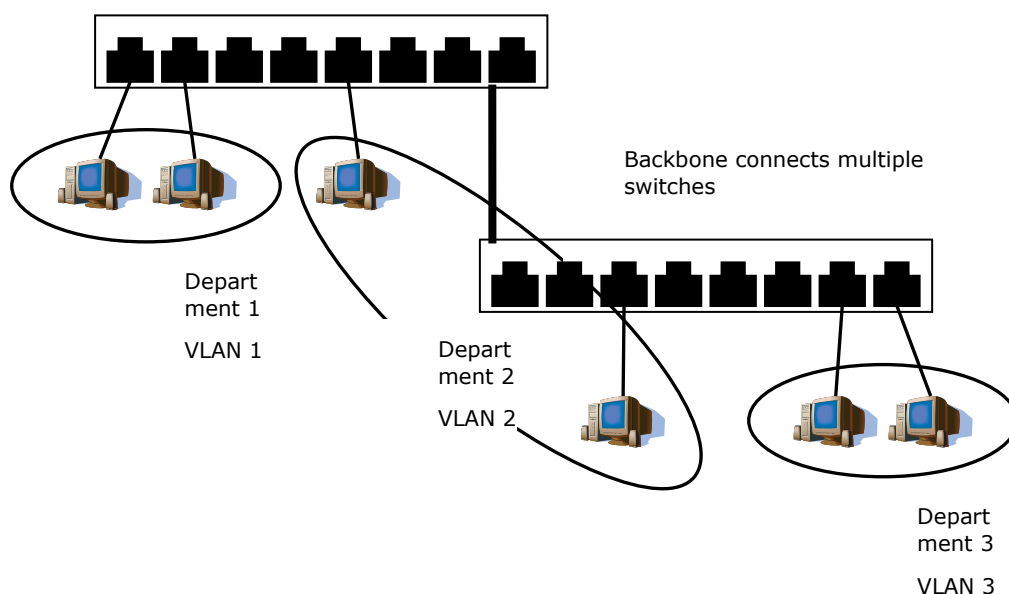 Backbone connects multiple
switches
Depart
ment 1
VLAN 1
Depart
ment 2
VLAN 2
Depart
ment 3
VLAN 3